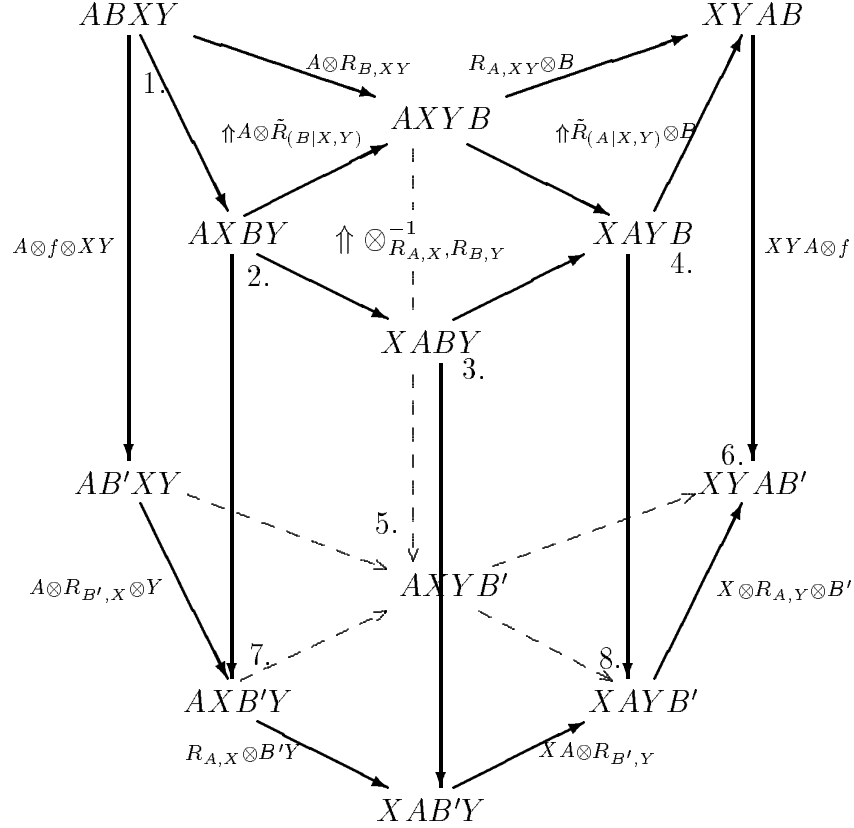 ABXY XYAB
A⊗R_{B,XY} R_{A,XY}⊗B
1.
AXYB
⇑A⊗R̃_{(B|X,Y)} ⇑R̃_{(A|X,Y)}⊗B
AXBY ⇑ ⊗^{-1}_{R_{A,X},R_{B,Y}} XAYB
A⊗f⊗XY XYA⊗f
2. 4.
XABY
3.
6.
AB′XY XYAB′
5.
A⊗R_{B′,X}⊗Y AXYB′ X⊗R_{A,Y}⊗B′
7. 8.
AXB′Y XAYB′
R_{A,X}⊗B′Y XA⊗R_{B′,Y}
XAB′Y